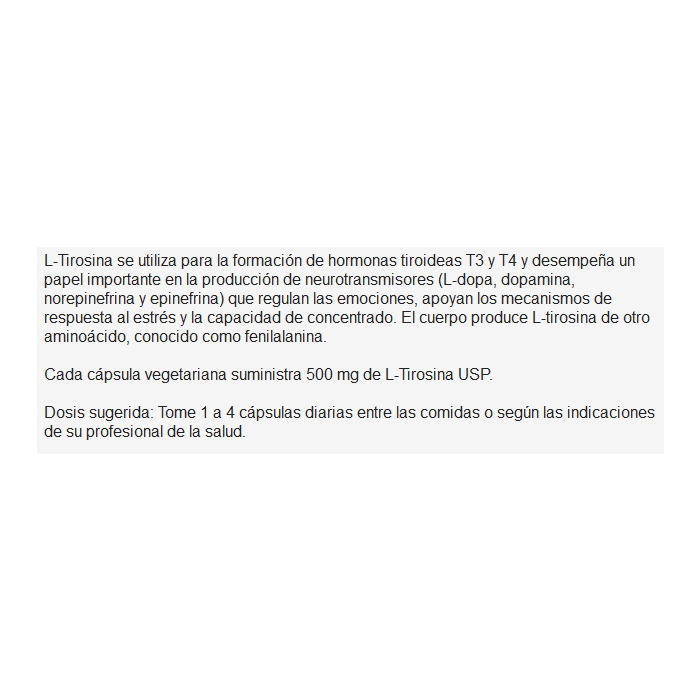 L-Tirosina se utiliza para la formación de hormonas tiroideas T3 y T4 y desempeña un
papel importante en la producción de neurotransmisores (L-dopa, dopamina,
norepinefrina y epinefrina) que regulan las emociones, apoyan los mecanismos de
respuesta al estrés y la capacidad de concentrado. El cuerpo produce L-tirosina de otro
aminoácido, conocido como fenilalanina.
Cada cápsula vegetariana suministra 500 mg de L-Tirosina USP.
Dosis sugerida: Tome 1 a 4 cápsulas diarias entre las comidas o según las indicaciones
de su profesional de la salud.